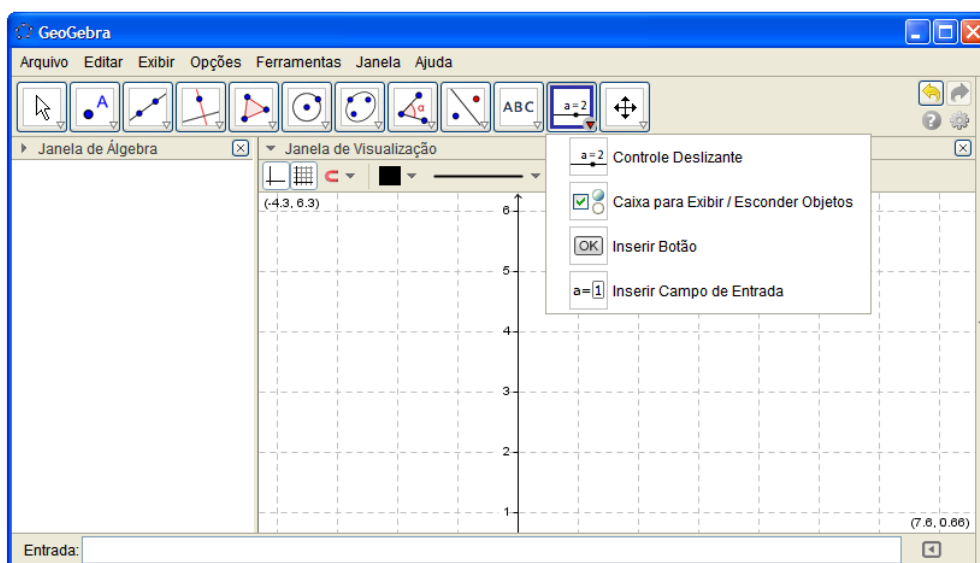 GeoGebra
Arquivo Editar Exibir Opções Ferramentas Janela Ajuda
A α ABC a=2
Janela de Álgebra Janela de Visualização
a=2 Controle Deslizante
Caixa para Exibir / Esconder Objetos
OK Inserir Botão
a=1 Inserir Campo de Entrada
(-4.3, 6.3)
6
5
4
3
2
1
(7.6, 0.66)
Entrada: